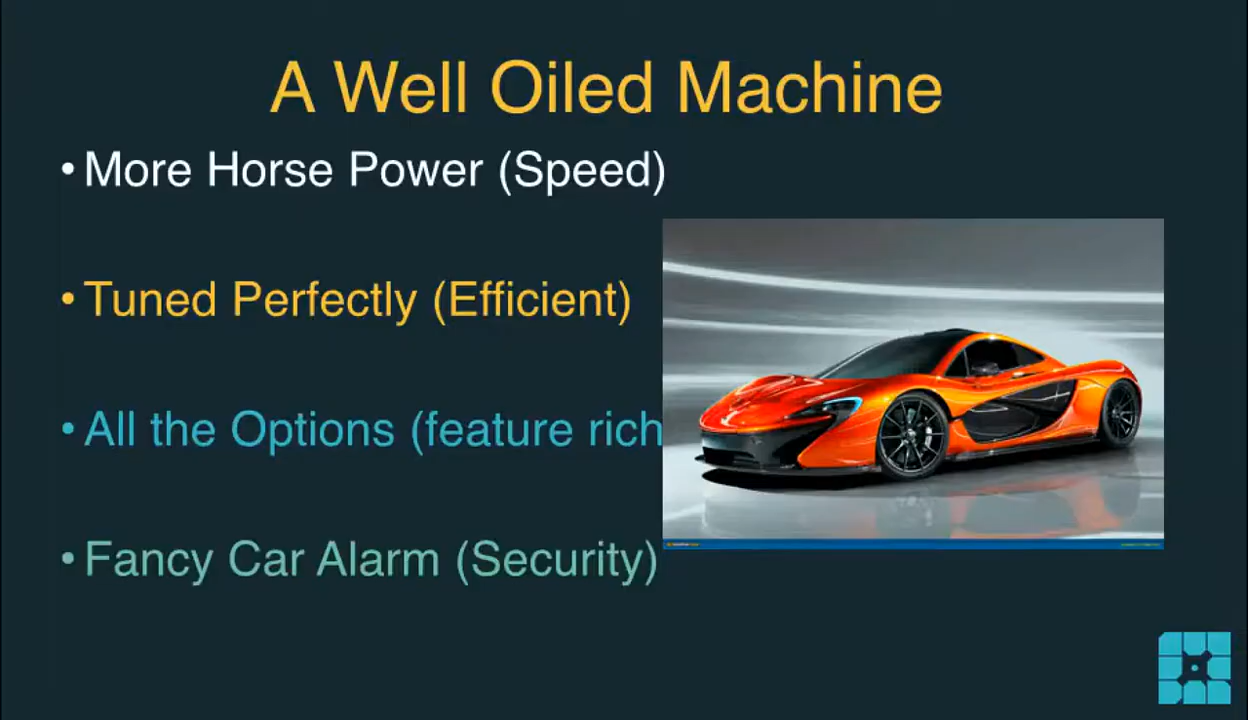 A Well Oiled Machine
• More Horse Power (Speed)
• Tuned Perfectly (Efficient)
• All the Options (feature rich
• Fancy Car Alarm (Security)